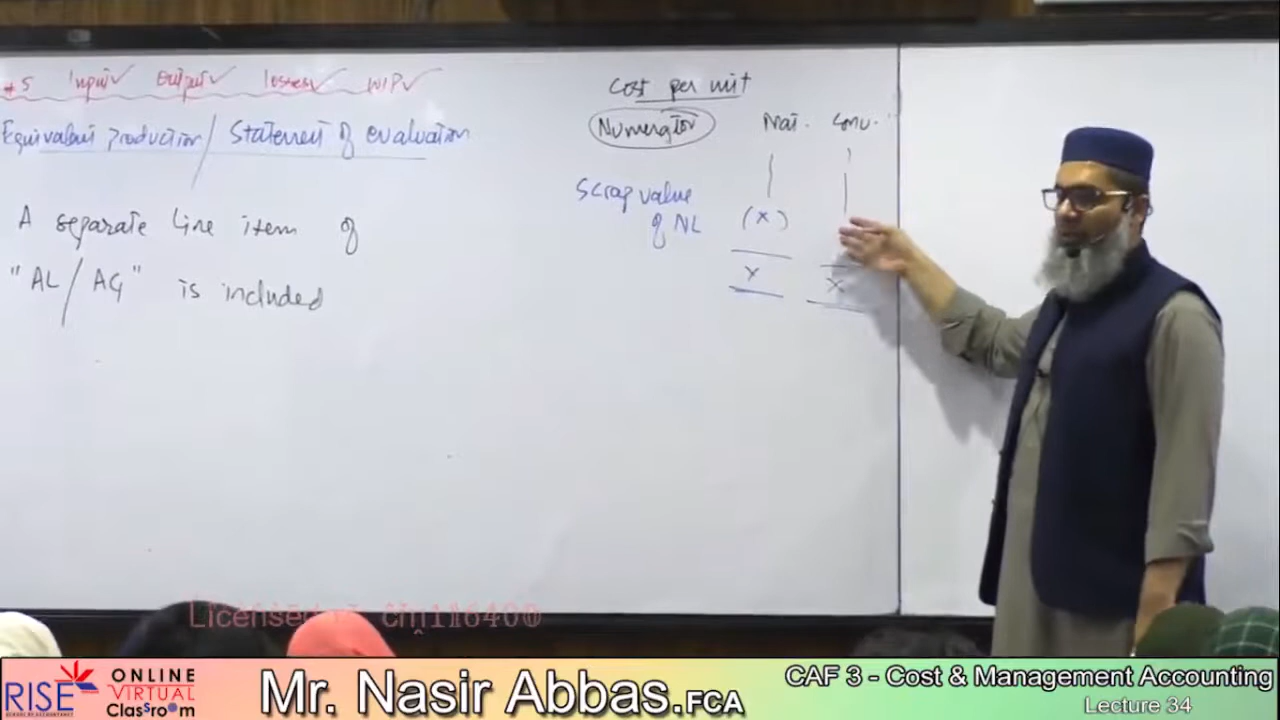 *5 Input✓ Output✓ losses✓ WIP✓
Equivalent Production / Statement of evaluation
A separate line item of
"AL / AG" is included
Cost per unit
Numerator Mat. Conv.
Scrap value
of NL (x)
x x
RISE
ONLINE
VIRTUAL
Classroom
Mr. Nasir Abbas.FCA
CAF 3 - Cost & Management Accounting
Lecture 34